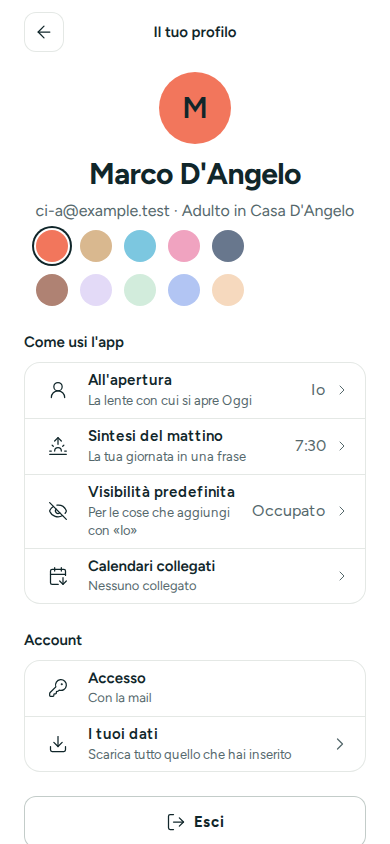 Il tuo profilo
M
Marco D'Angelo
ci-a@example.test · Adulto in Casa D'Angelo
Come usi l'app
All'apertura
La lente con cui si apre Oggi
Io
Sintesi del mattino
La tua giornata in una frase
7:30
Visibilità predefinita
Per le cose che aggiungi
con «Io»
Occupato
Calendari collegati
Nessuno collegato
Account
Accesso
Con la mail
I tuoi dati
Scarica tutto quello che hai inserito
Esci